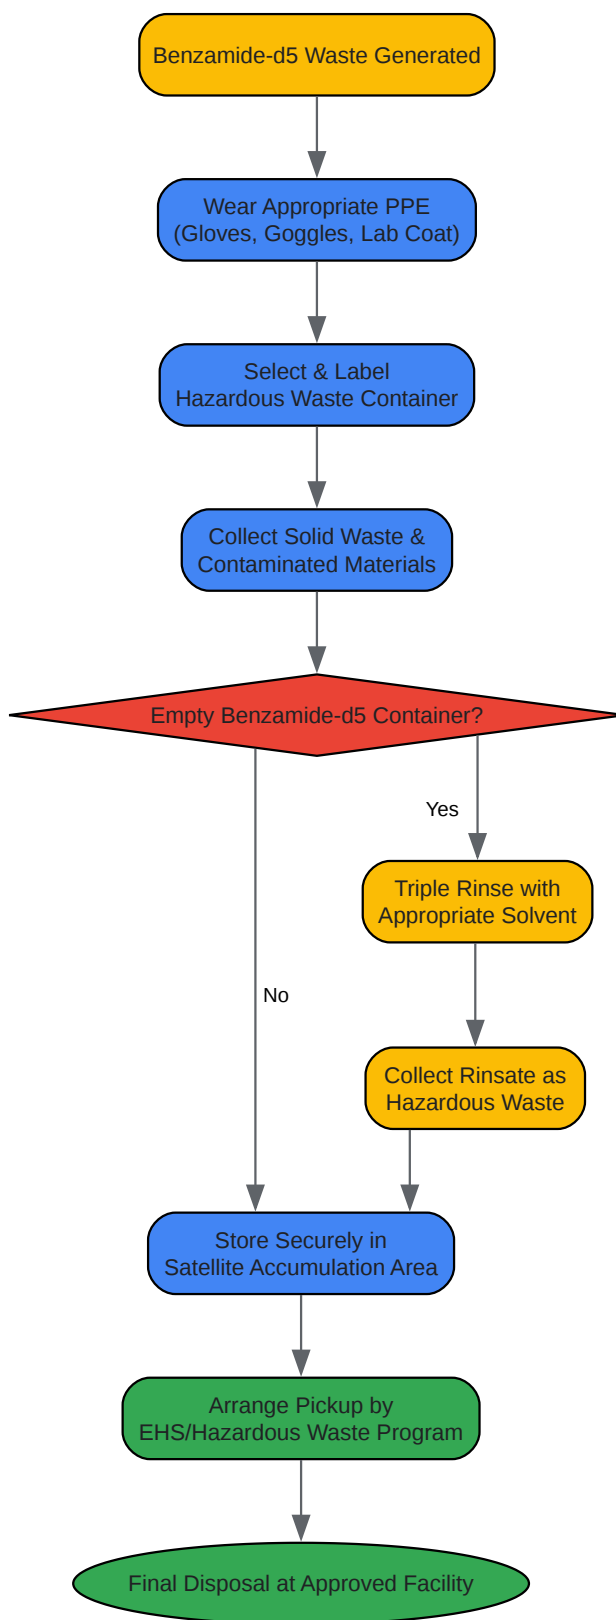 Benzamide-d5 Waste Generated
Wear Appropriate PPE
(Gloves, Goggles, Lab Coat)
Select & Label
Hazardous Waste Container
Collect Solid Waste &
Contaminated Materials
Empty Benzamide-d5 Container?
Yes
Triple Rinse with
Appropriate Solvent
No
Collect Rinsate as
Hazardous Waste
Store Securely in
Satellite Accumulation Area
Arrange Pickup by
EHS/Hazardous Waste Program
Final Disposal at Approved Facility